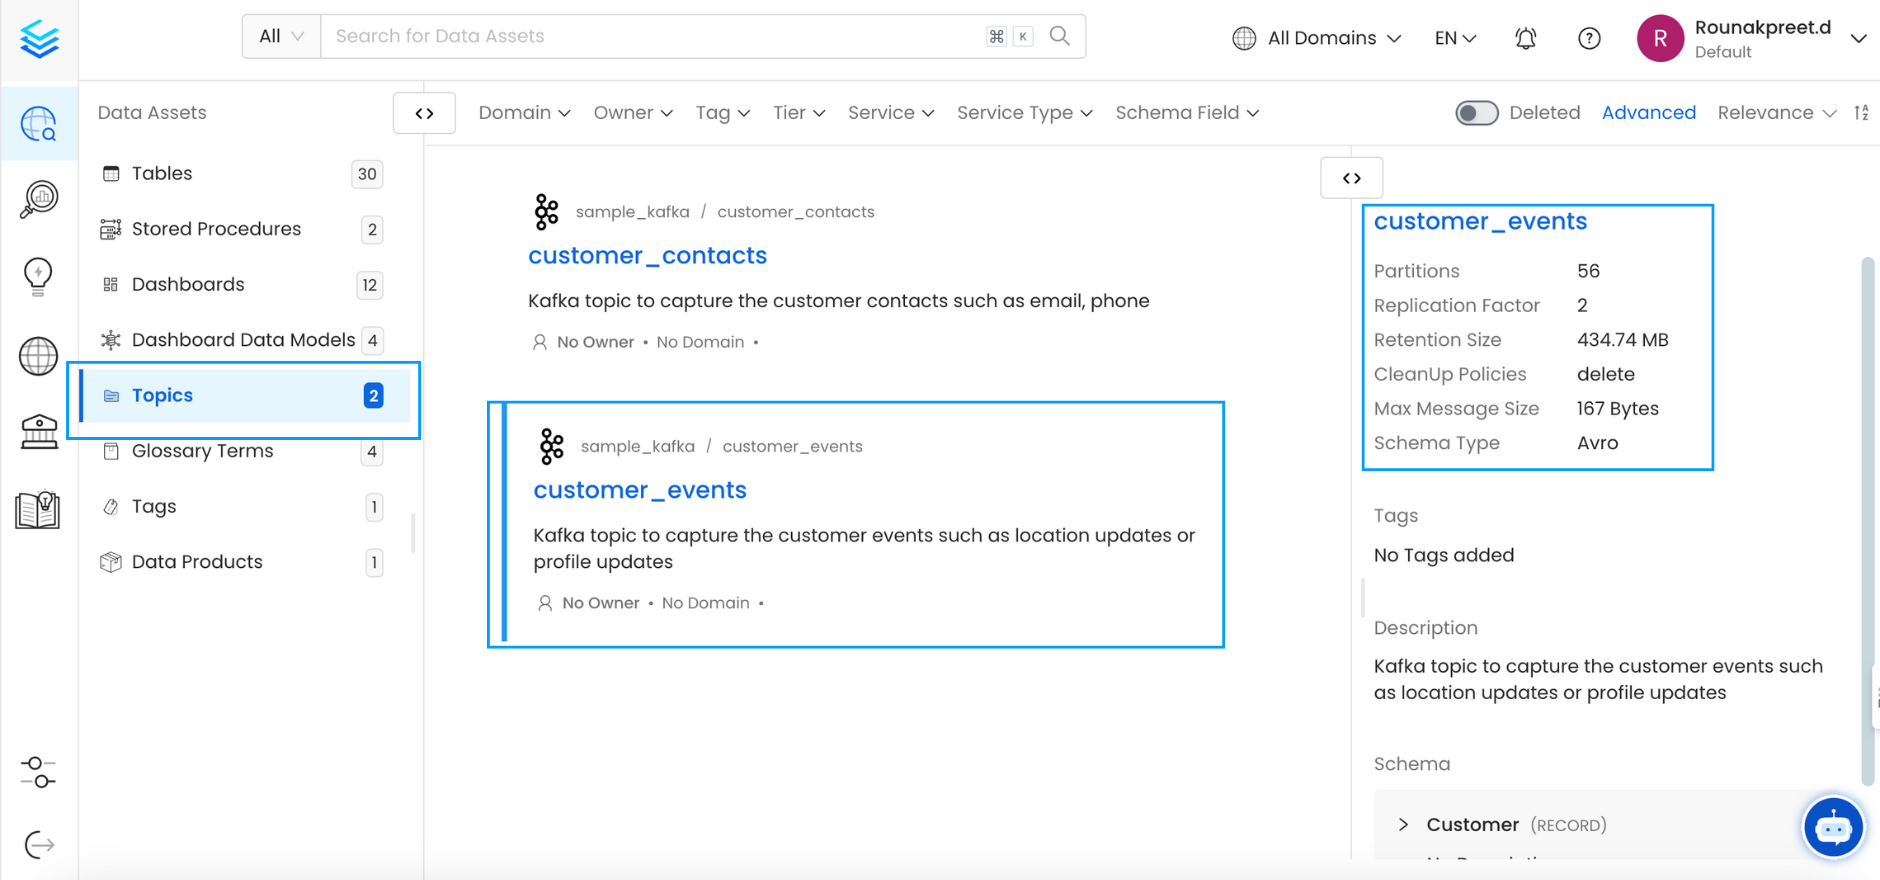 All
Search for Data Assets
⌘ K
All Domains
EN
R
Rounakpreet.d
Default
Data Assets
Domain
Owner
Tag
Tier
Service
Service Type
Schema Field
Deleted
Advanced
Relevance
Tables 30
Stored Procedures 2
Dashboards 12
Dashboard Data Models 4
Topics 2
Glossary Terms 4
Tags 1
Data Products 1
sample_kafka / customer_contacts
customer_contacts
Kafka topic to capture the customer contacts such as email, phone
No Owner • No Domain •
sample_kafka / customer_events
customer_events
Kafka topic to capture the customer events such as location updates or
profile updates
No Owner • No Domain •
customer_events
Partitions 56
Replication Factor 2
Retention Size 434.74 MB
CleanUp Policies delete
Max Message Size 167 Bytes
Schema Type Avro
Tags
No Tags added
Description
Kafka topic to capture the customer events such
as location updates or profile updates
Schema
Customer (RECORD)